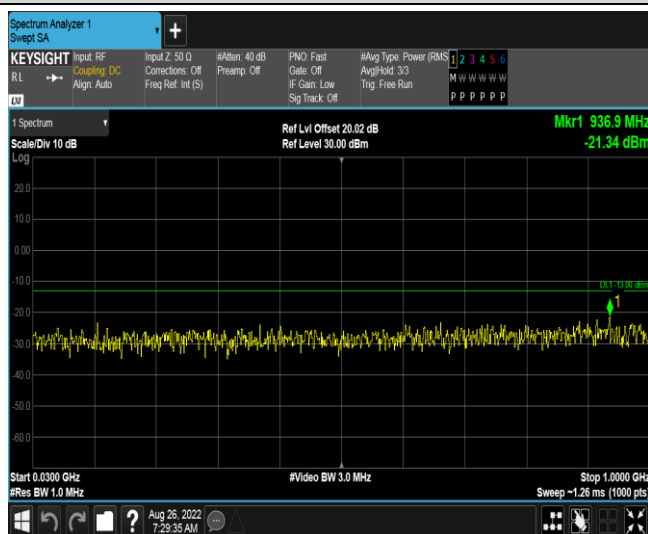 Spectrum Analyzer 1
Swept SA
+
KEYSIGHT
RL
LXI
Input: RF
Coupling: DC
Align: Auto
Input Z: 50 Ω
Corrections: Off
Freq Ref: Int (S)
#Atten: 40 dB
Preamp: Off
PNO: Fast
Gate: Off
IF Gain: Low
Sig Track: Off
#Avg Type: Power (RMS
Avg|Hold: 3/3
Trig: Free Run
1 2 3 4 5 6
M W W W W W
P P P P P P
1 Spectrum
Scale/Div 10 dB
Log
Ref Lvl Offset 20.02 dB
Ref Level 30.00 dBm
Mkr1 936.9 MHz
-21.34 dBm
20.0
10.0
0.00
-10.0
DL1 -13.00 dBm
1
-20.0
-30.0
-40.0
-50.0
-60.0
Start 0.0300 GHz
#Res BW 1.0 MHz
#Video BW 3.0 MHz
Stop 1.0000 GHz
Sweep ~1.26 ms (1000 pts)
?
Aug 26, 2022
7:29:35 AM